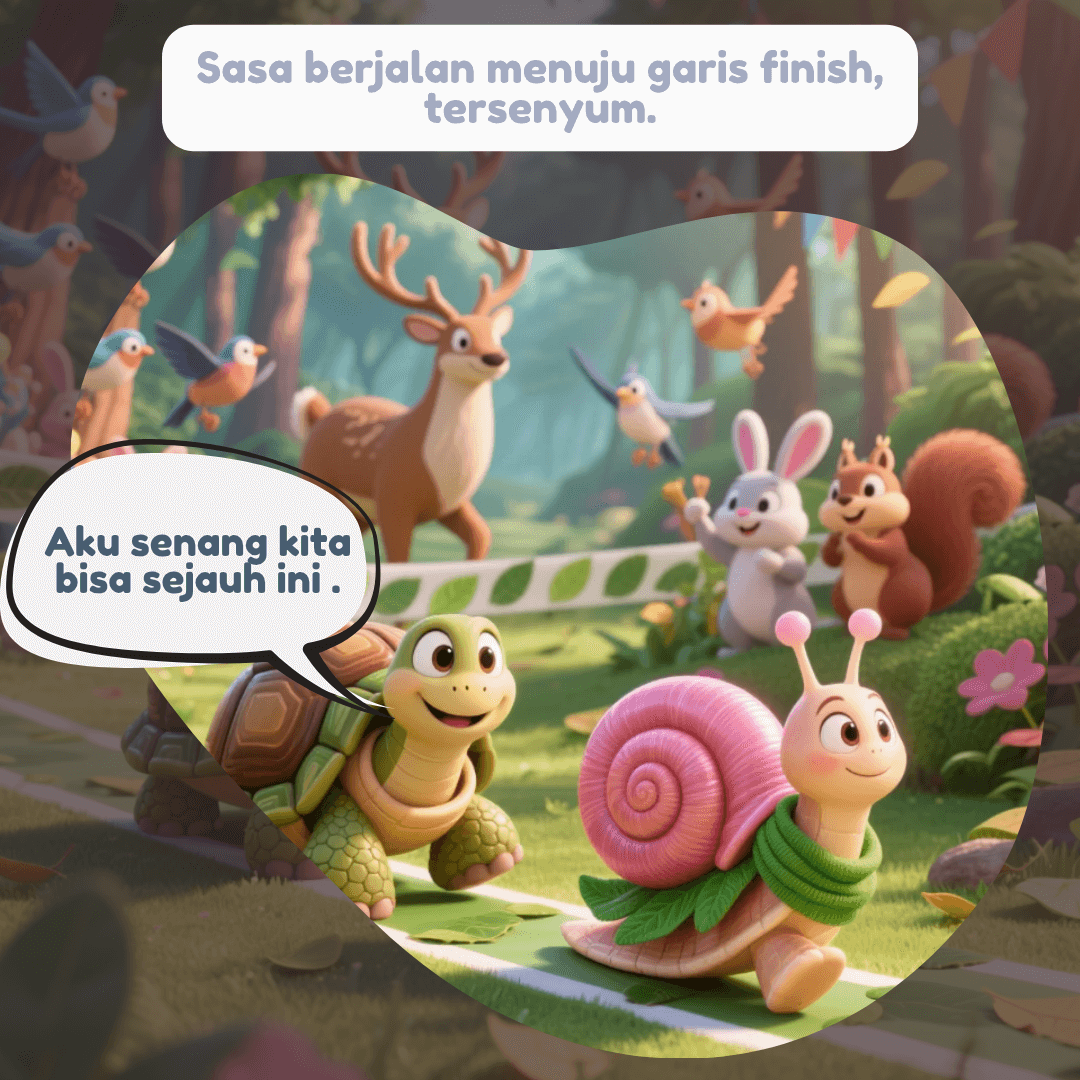 Sasa berjalan menuju garis finish,
tersenyum.
Aku senang kita
bisa sejauh ini .